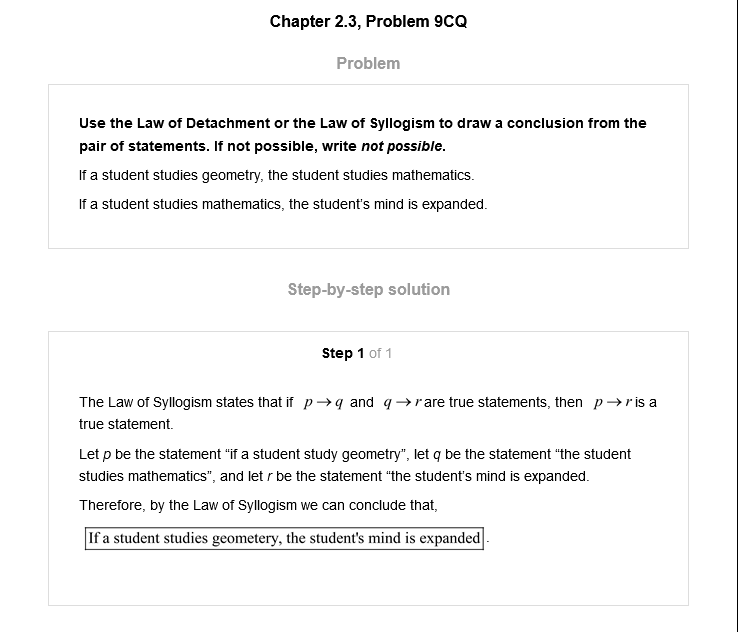 Chapter 2.3, Problem 9CQ
Problem
Use the Law of Detachment or the Law of Syllogism to draw a conclusion from the
pair of statements. If not possible, write not possible.
If a student studies geometry, the student studies mathematics.
If a student studies mathematics, the student's mind is expanded.
Step-by-step solution
Step 1 of 1
The Law of Syllogism states that if p→q and q→r are true statements, then p→r is a
true statement.
Let p be the statement “if a student study geometry”, let q be the statement “the student
studies mathematics”, and let r be the statement “the student's mind is expanded.
Therefore, by the Law of Syllogism we can conclude that,
If a student studies geometery, the student's mind is expanded.